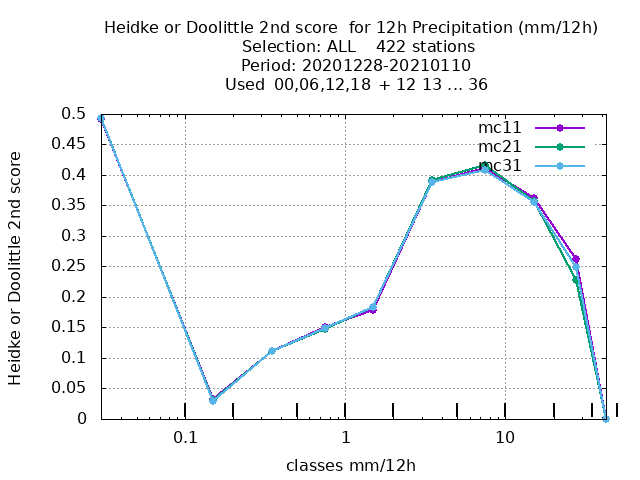 Heidke or Doolittle 2nd score  for 12h Precipitation (mm/12h)
Selection: ALL    422 stations
Period: 20201228-20210110
Used  00,06,12,18  + 12 13 ... 36
mc11
mc21
mc31
0.5
0.45
0.4
0.35
0.3
0.25
0.2
0.15
0.1
0.05
0
Heidke or Doolittle 2nd score
0.1
1
10
classes mm/12h